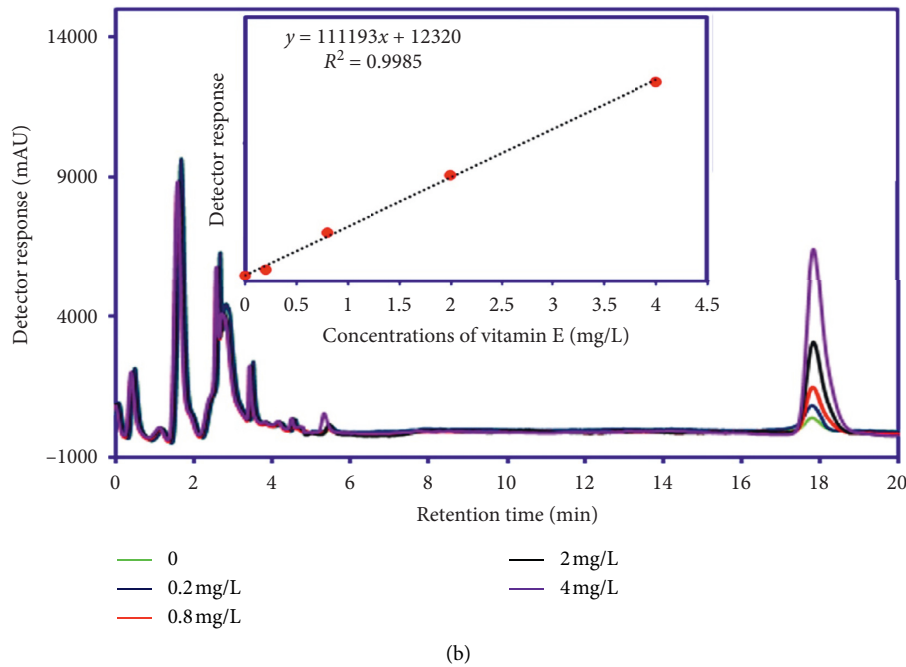 14000
9000
4000
−1000
Detector response (mAU)
y = 111193x + 12320
R² = 0.9985
Detector response
0 0.5 1 1.5 2 2.5 3 3.5 4 4.5
Concentrations of vitamin E (mg/L)
0 2 4 6 8 10 12 14 16 18 20
Retention time (min)
0
0.2 mg/L
0.8 mg/L
2 mg/L
4 mg/L
(b)